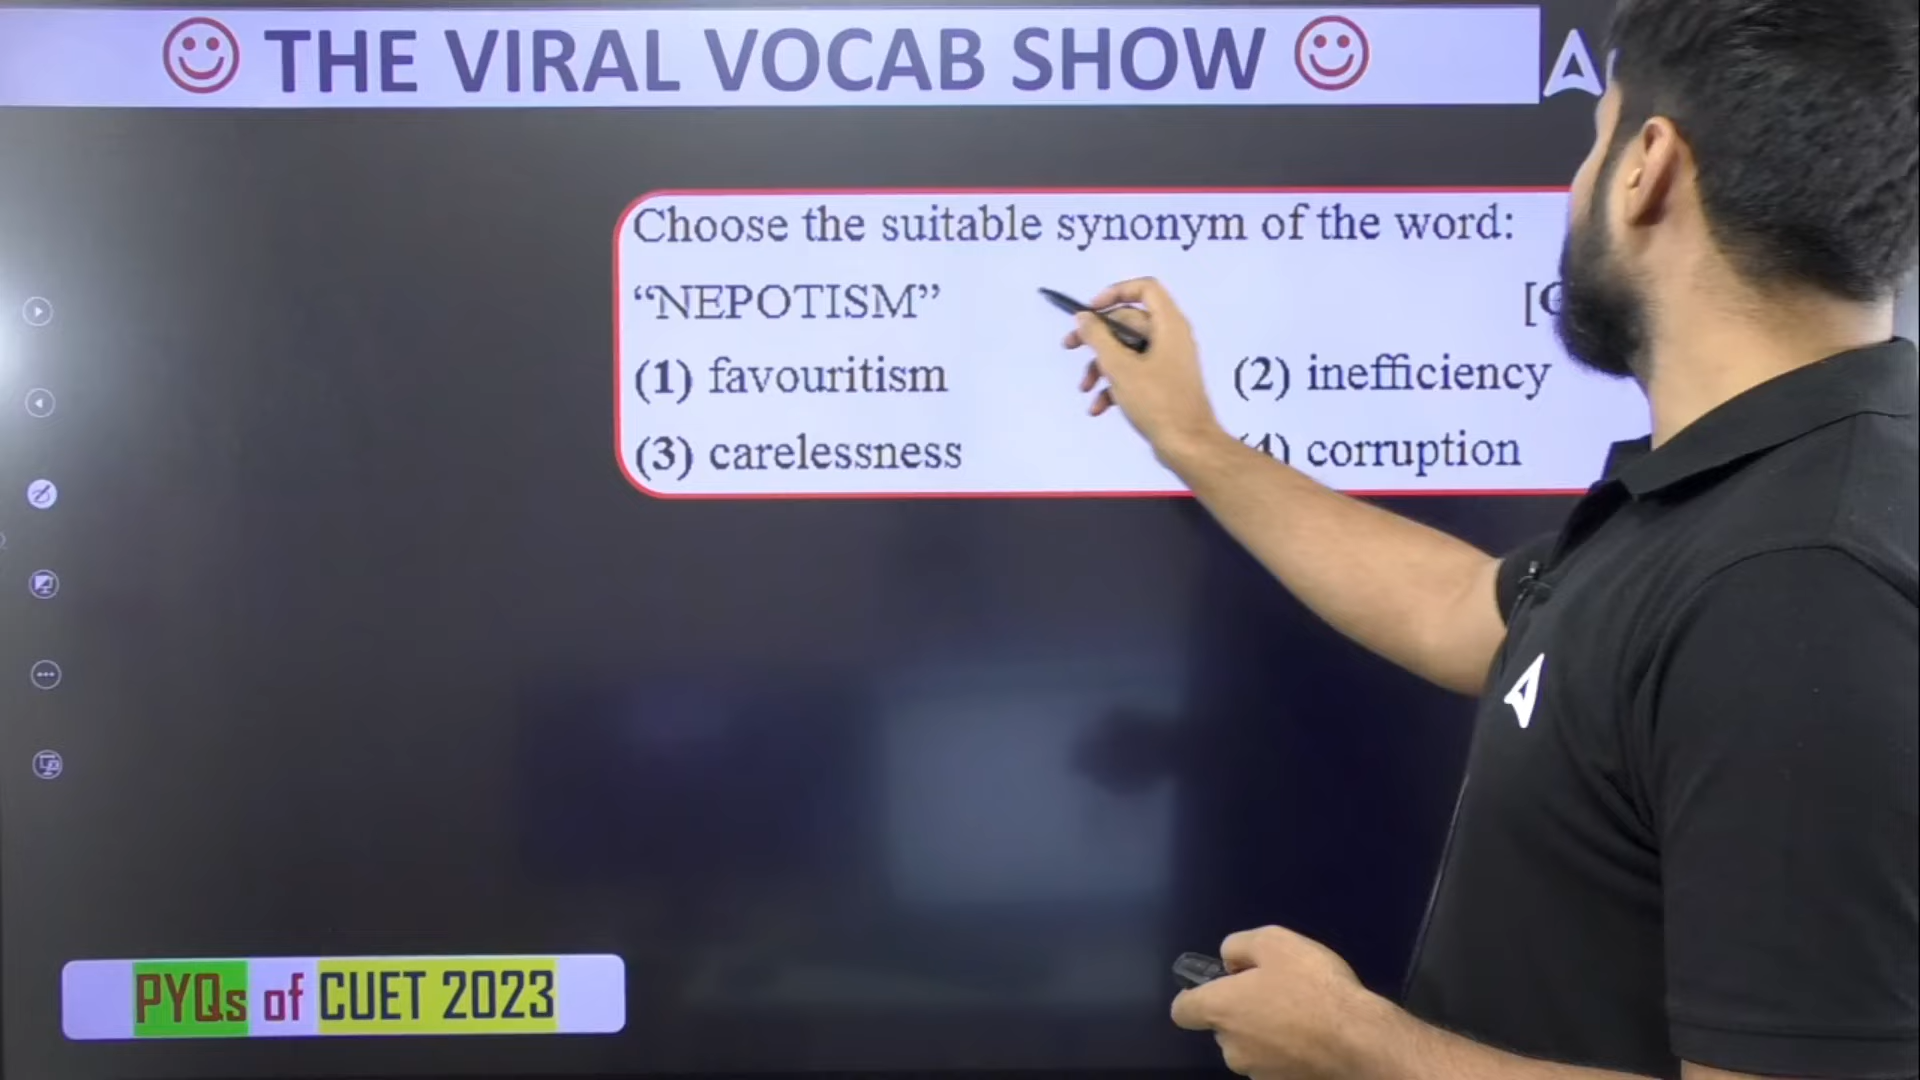 THE VIRAL VOCAB SHOW
Choose the suitable synonym of the word:
“NEPOTISM”
(1) favouritism (2) inefficiency
(3) carelessness (4) corruption
PYQs of CUET 2023